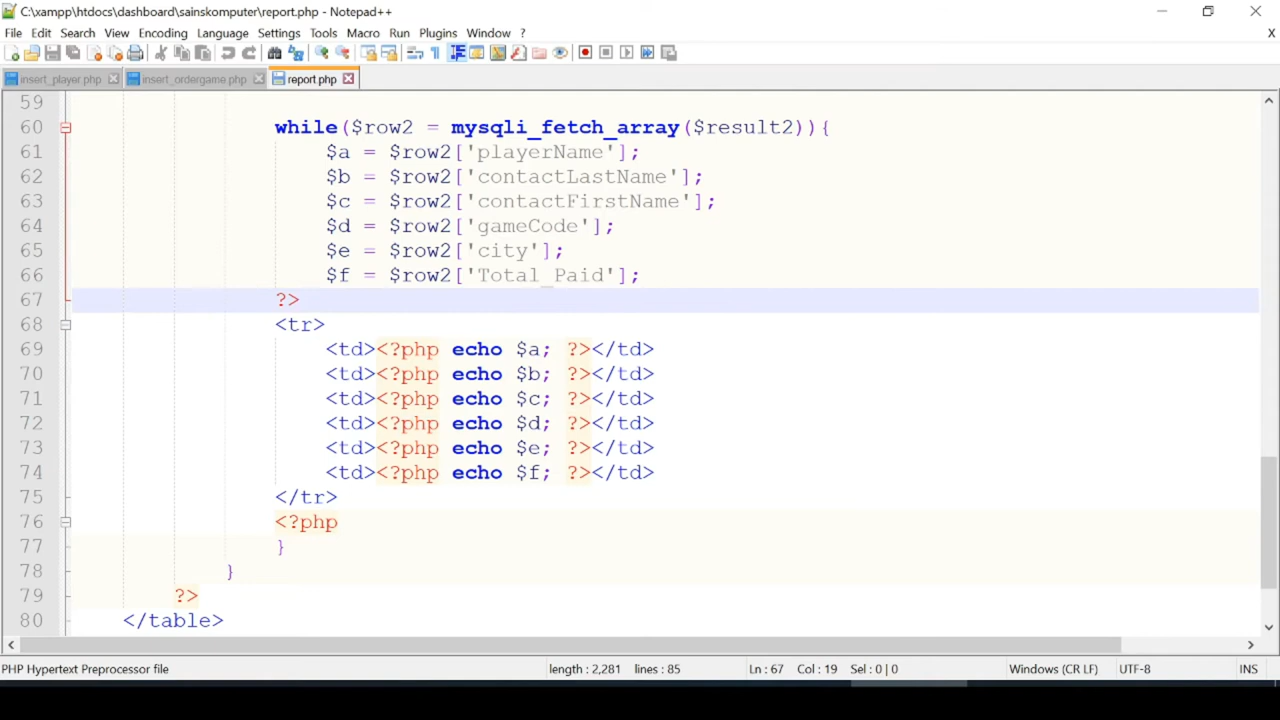 C:\xampp\htdocs\dashboard\sainskomputer\report.php - Notepad++
File Edit Search View Encoding Language Settings Tools Macro Run Plugins Window ? X
insert_player.php insert_ordergame.php report.php
59
60 while($row2 = mysqli_fetch_array($result2)){
61 $a = $row2['playerName'];
62 $b = $row2['contactLastName'];
63 $c = $row2['contactFirstName'];
64 $d = $row2['gameCode'];
65 $e = $row2['city'];
66 $f = $row2['Total_Paid'];
67 ?>
68 <tr>
69 <td><?php echo $a; ?></td>
70 <td><?php echo $b; ?></td>
71 <td><?php echo $c; ?></td>
72 <td><?php echo $d; ?></td>
73 <td><?php echo $e; ?></td>
74 <td><?php echo $f; ?></td>
75 </tr>
76 <?php
77 }
78 }
79 ?>
80 </table>
PHP Hypertext Preprocessor file length : 2,281 lines : 85 Ln : 67 Col : 19 Sel : 0 | 0 Windows (CR LF) UTF-8 INS